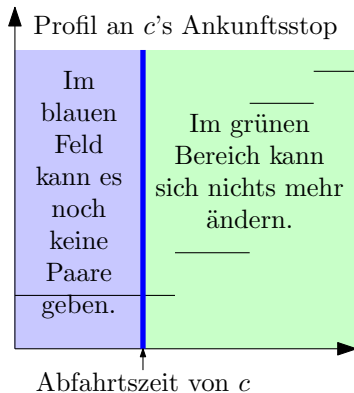 Profil an c's Ankunftsstop
Im
blauen
Feld
kann es
noch
keine
Paare
geben.
Im grünen
Bereich kann
sich nichts mehr
ändern.
Abfahrtszeit von c